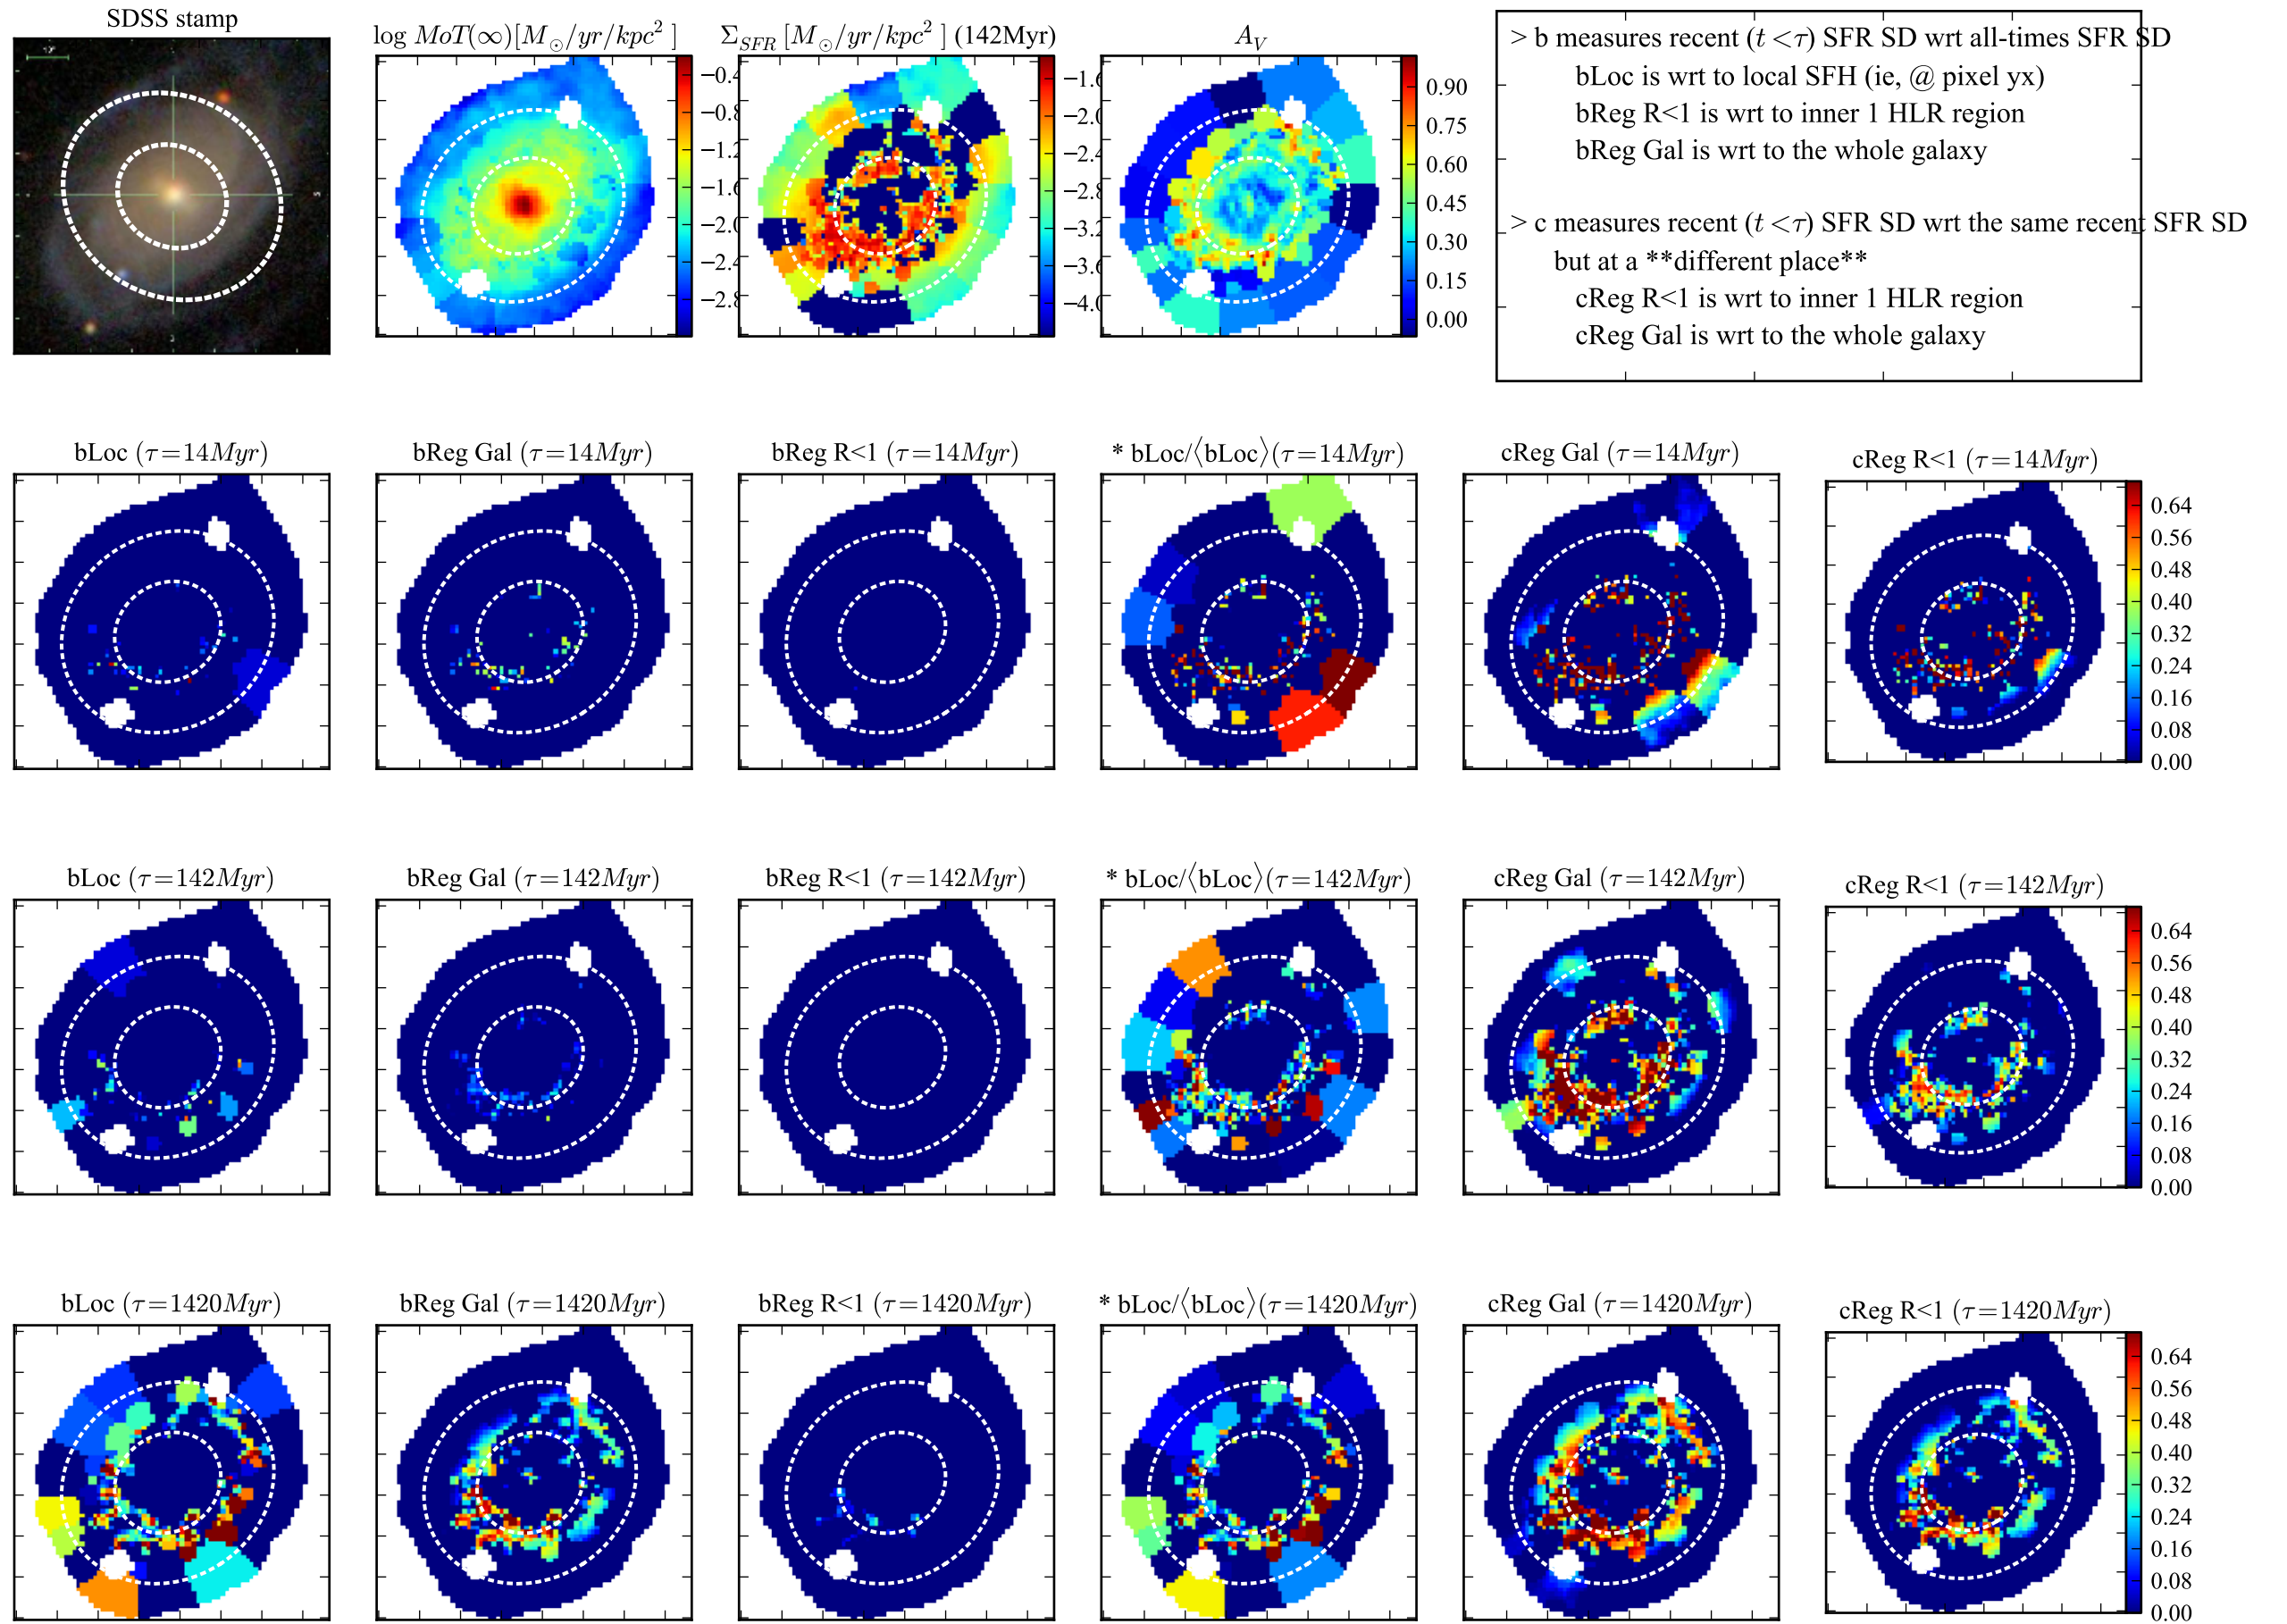 SDSS stamp
log MoT(∞)[M⊙/yr/kpc² ]
Σ_SFR [M⊙/yr/kpc² ] (142Myr)
A_V
−0.4
−0.8
−1.2
−1.6
−2.0
−2.4
−2.8
−1.6
−2.0
−2.4
−2.8
−3.2
−3.6
−4.0
0.90
0.75
0.60
0.45
0.30
0.15
0.00
> b measures recent (t <τ) SFR SD wrt all-times SFR SD
bLoc is wrt to local SFH (ie, @ pixel yx)
bReg R<1 is wrt to inner 1 HLR region
bReg Gal is wrt to the whole galaxy
> c measures recent (t <τ) SFR SD wrt the same recent SFR SD
but at a **different place**
cReg R<1 is wrt to inner 1 HLR region
cReg Gal is wrt to the whole galaxy
bLoc (τ=14Myr)
bReg Gal (τ=14Myr)
bReg R<1 (τ=14Myr)
* bLoc/⟨bLoc⟩(τ=14Myr)
cReg Gal (τ=14Myr)
cReg R<1 (τ=14Myr)
0.64
0.56
0.48
0.40
0.32
0.24
0.16
0.08
0.00
bLoc (τ=142Myr)
bReg Gal (τ=142Myr)
bReg R<1 (τ=142Myr)
* bLoc/⟨bLoc⟩(τ=142Myr)
cReg Gal (τ=142Myr)
cReg R<1 (τ=142Myr)
0.64
0.56
0.48
0.40
0.32
0.24
0.16
0.08
0.00
bLoc (τ=1420Myr)
bReg Gal (τ=1420Myr)
bReg R<1 (τ=1420Myr)
* bLoc/⟨bLoc⟩(τ=1420Myr)
cReg Gal (τ=1420Myr)
cReg R<1 (τ=1420Myr)
0.64
0.56
0.48
0.40
0.32
0.24
0.16
0.08
0.00